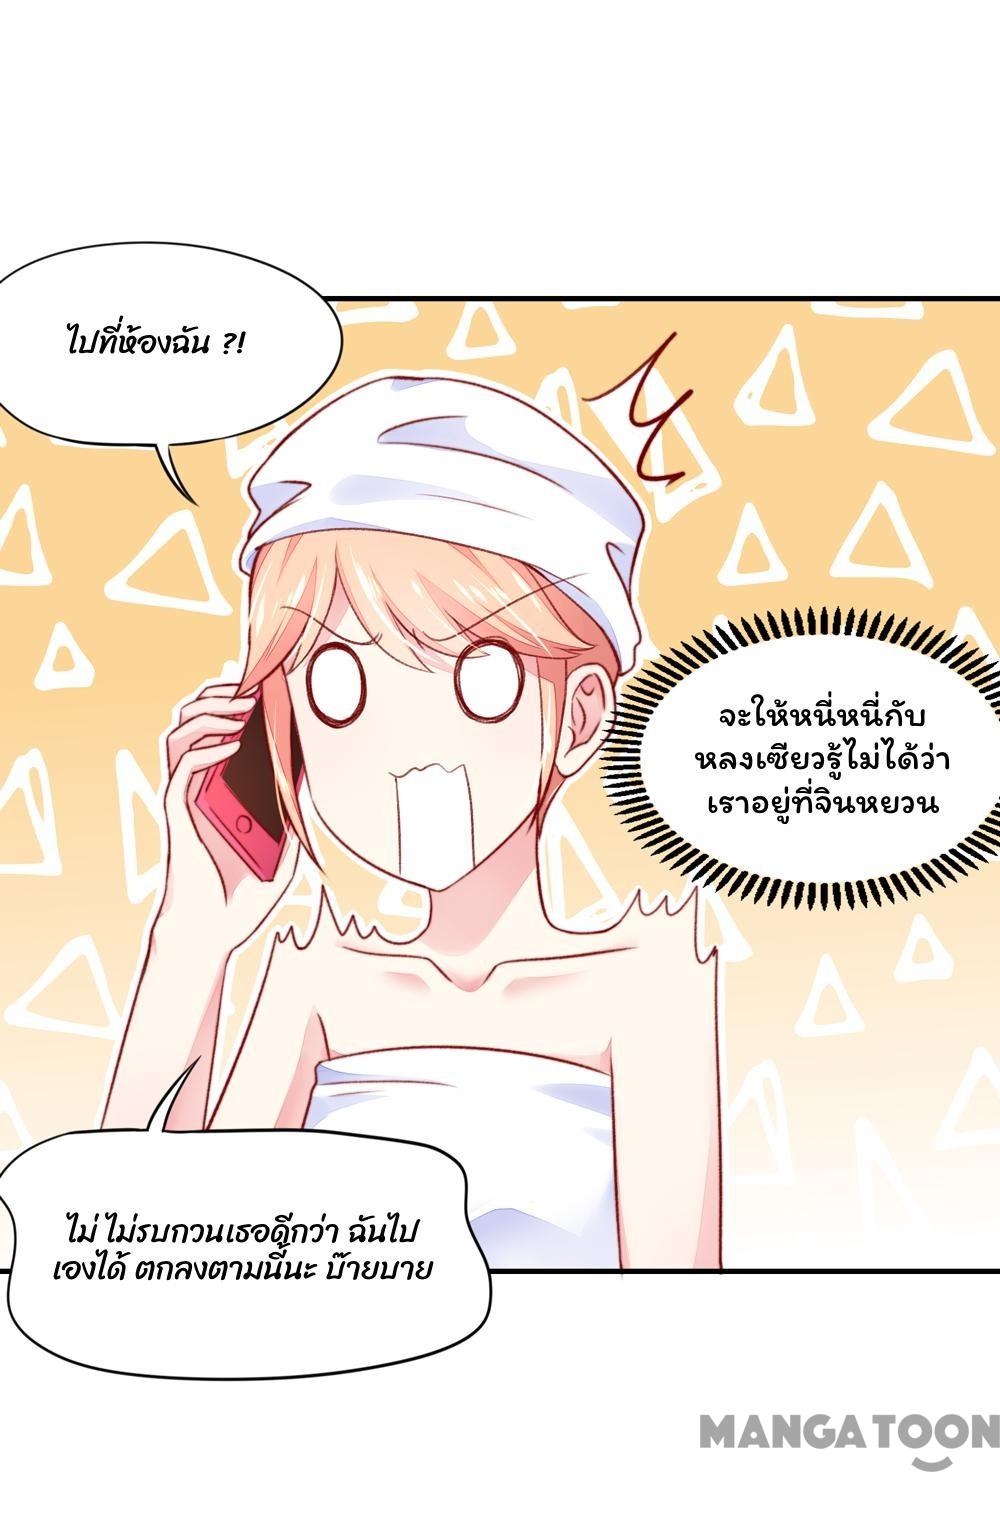 ไปที่ห้องฉัน ?!
จะให้หนี่หนี่กับ
หลงเซียวรู้ไม่ได้ว่า
เราอยู่ที่จินหยวน
ไม่ ไม่รบกวนเธอดีกว่า ฉันไป
เองได้ ตกลงตามนี้นะ บ๊ายบาย
MANGATOON